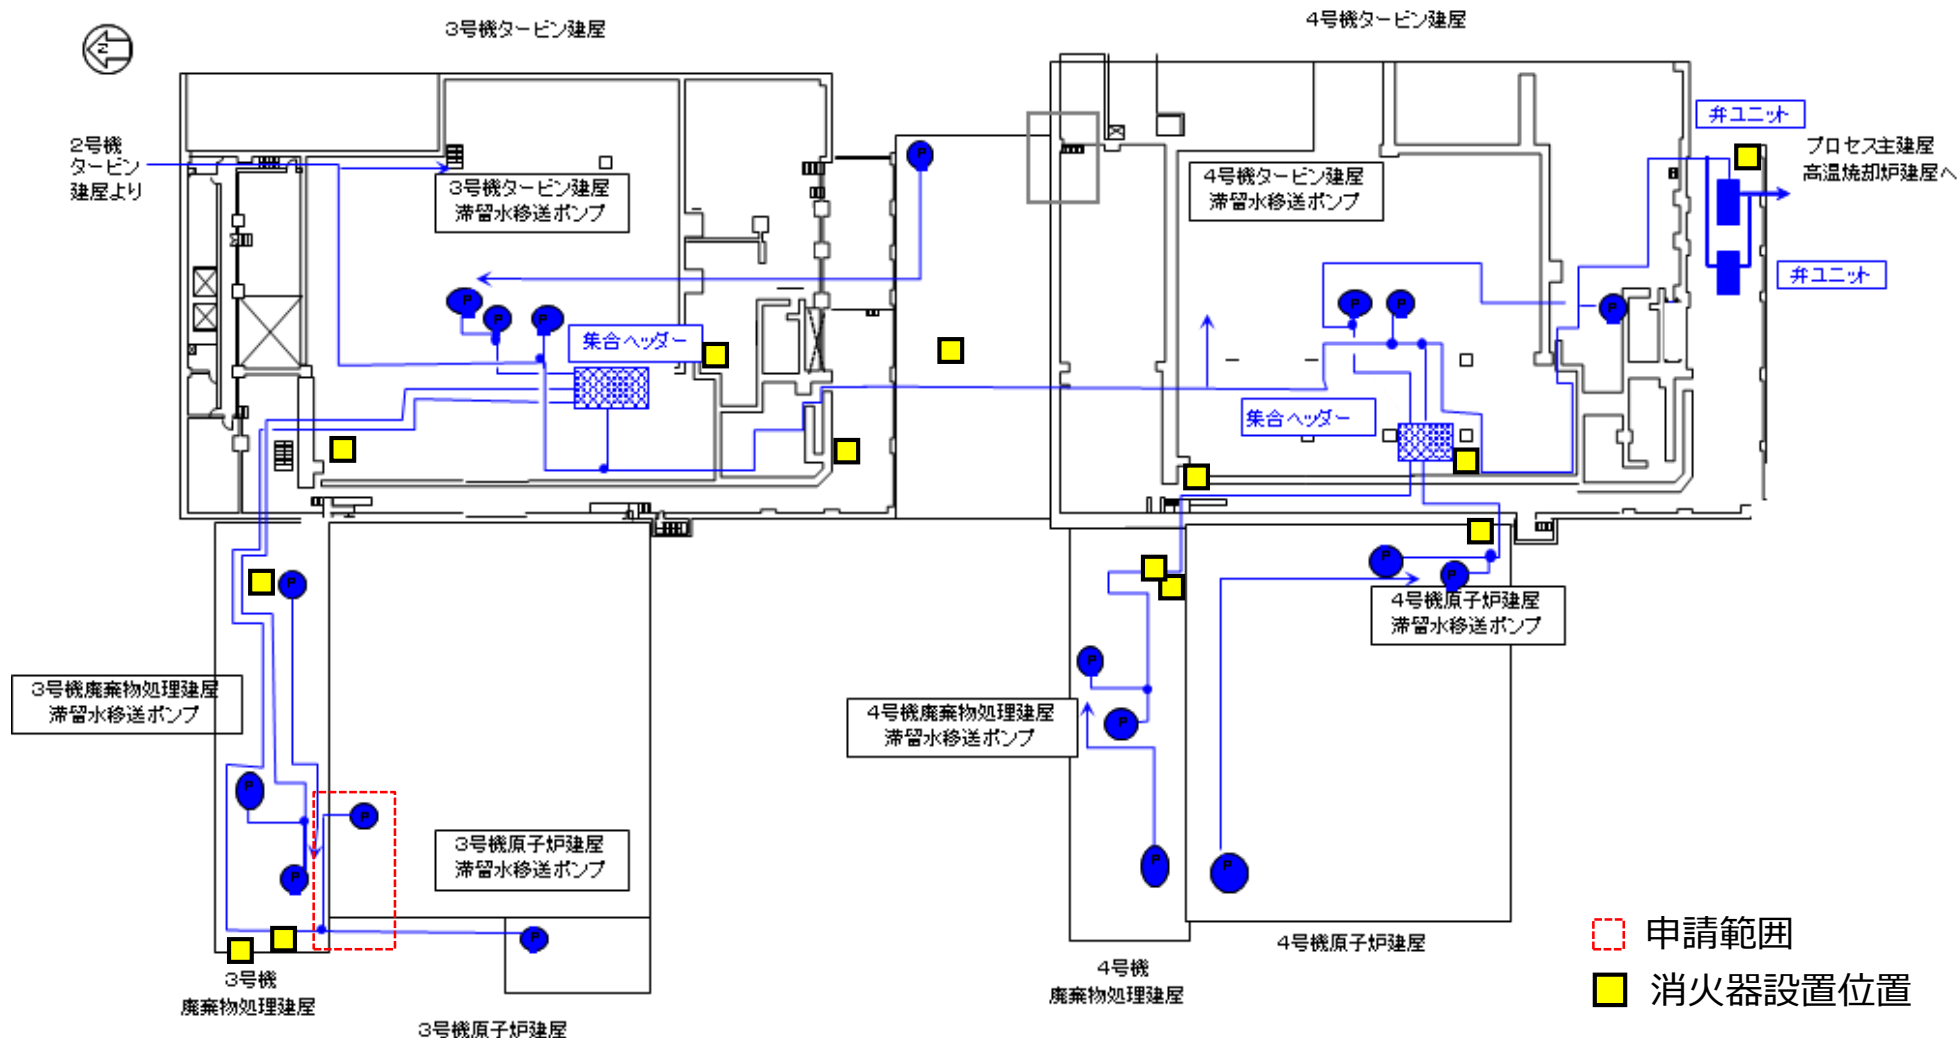 3号機タービン建屋
4号機タービン建屋
N
2号機
タービン
建屋より
3号機タービン建屋
滞留水移送ポンプ
P
4号機タービン建屋
滞留水移送ポンプ
弁ユニット
プロセス主建屋
高温焼却炉建屋へ
弁ユニット
P
P
P
集合ヘッダー
P
P
P
集合ヘッダー
P
P
P
4号機原子炉建屋
滞留水移送ポンプ
3号機廃棄物処理建屋
滞留水移送ポンプ
P
4号機廃棄物処理建屋
滞留水移送ポンプ
P
P
P
3号機原子炉建屋
滞留水移送ポンプ
P
P
P
P
P
申請範囲
4号機原子炉建屋
4号機
廃棄物処理建屋
3号機
廃棄物処理建屋
消火器設置位置
3号機原子炉建屋